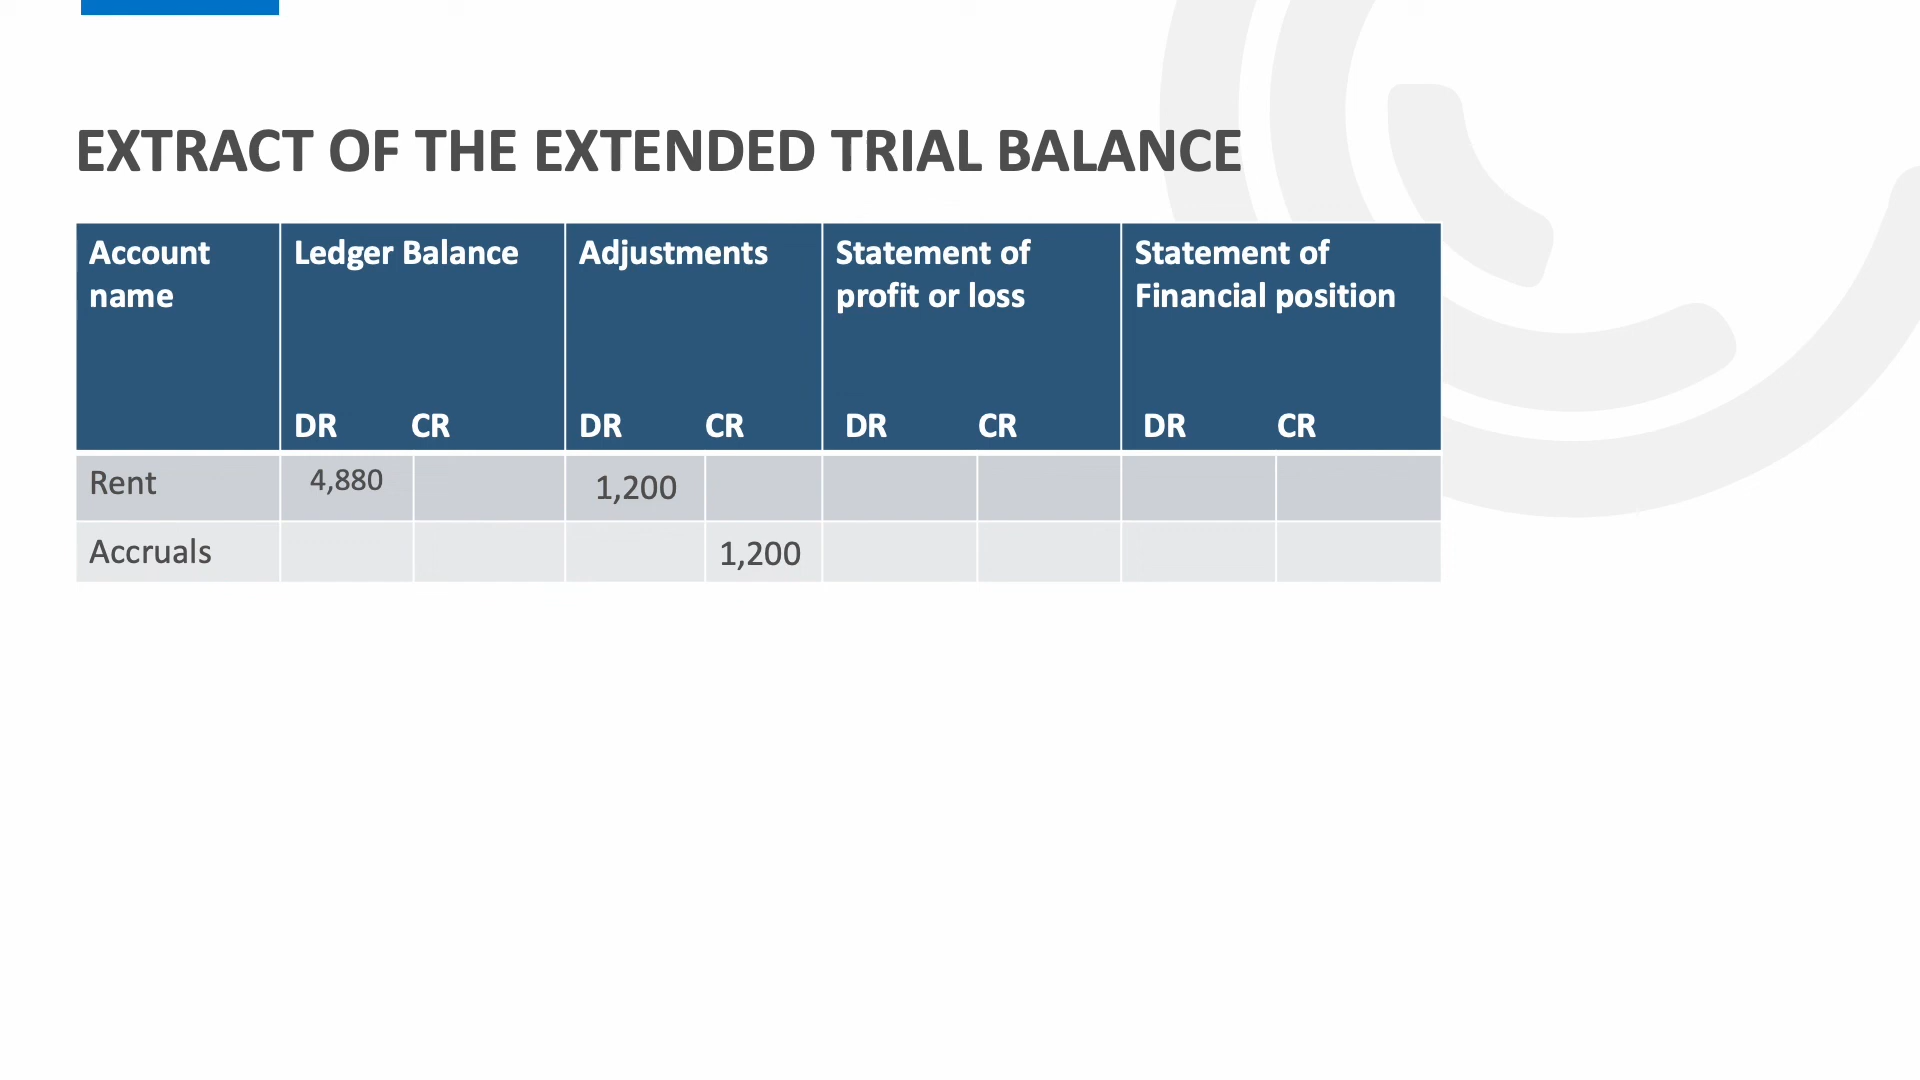 EXTRACT OF THE EXTENDED TRIAL BALANCE
Account name
Ledger Balance
DR CR
Adjustments
DR CR
Statement of
profit or loss
DR CR
Statement of
Financial position
DR CR
Rent 4,880 1,200
Accruals 1,200